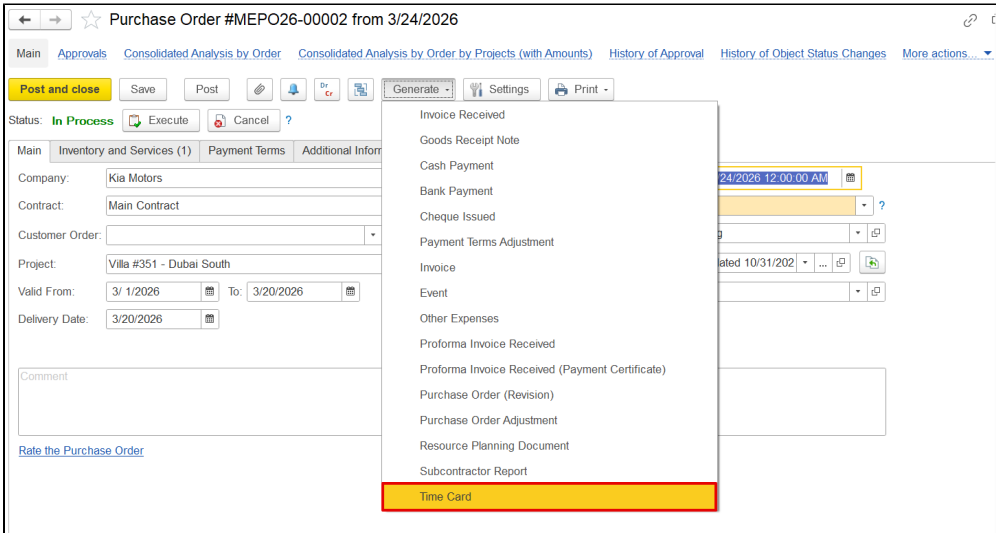 Purchase Order #MEPO26-00002 from 3/24/2026
Main Approvals Consolidated Analysis by Order Consolidated Analysis by Order by Projects (with Amounts) History of Approval History of Object Status Changes More actions...
Post and close Save Post Dr Cr Generate Settings Print
Status: In Process Execute Cancel ?
Main Inventory and Services (1) Payment Terms Additional Inform
Company: Kia Motors 24/2026 12:00:00 AM
Contract: Main Contract ?
Customer Order:
Project: Villa #351 - Dubai South ated 10/31/202 ...
Valid From: 3/ 1/2026 To: 3/20/2026
Delivery Date: 3/20/2026
Comment
Rate the Purchase Order
Invoice Received
Goods Receipt Note
Cash Payment
Bank Payment
Cheque Issued
Payment Terms Adjustment
Invoice
Event
Other Expenses
Proforma Invoice Received
Proforma Invoice Received (Payment Certificate)
Purchase Order (Revision)
Purchase Order Adjustment
Resource Planning Document
Subcontractor Report
Time Card